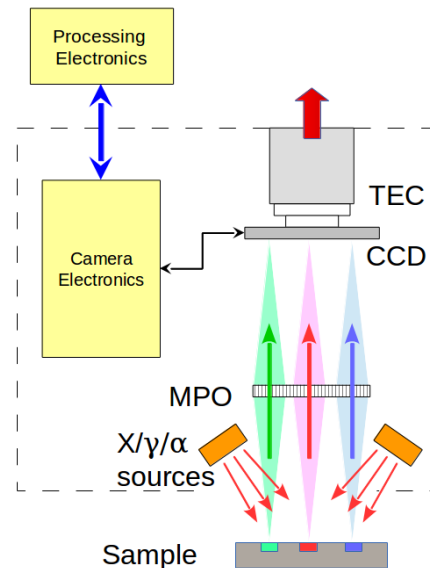 Processing
Electronics
TEC
CCD
Camera
Electronics
MPO
X/γ/α
sources
Sample